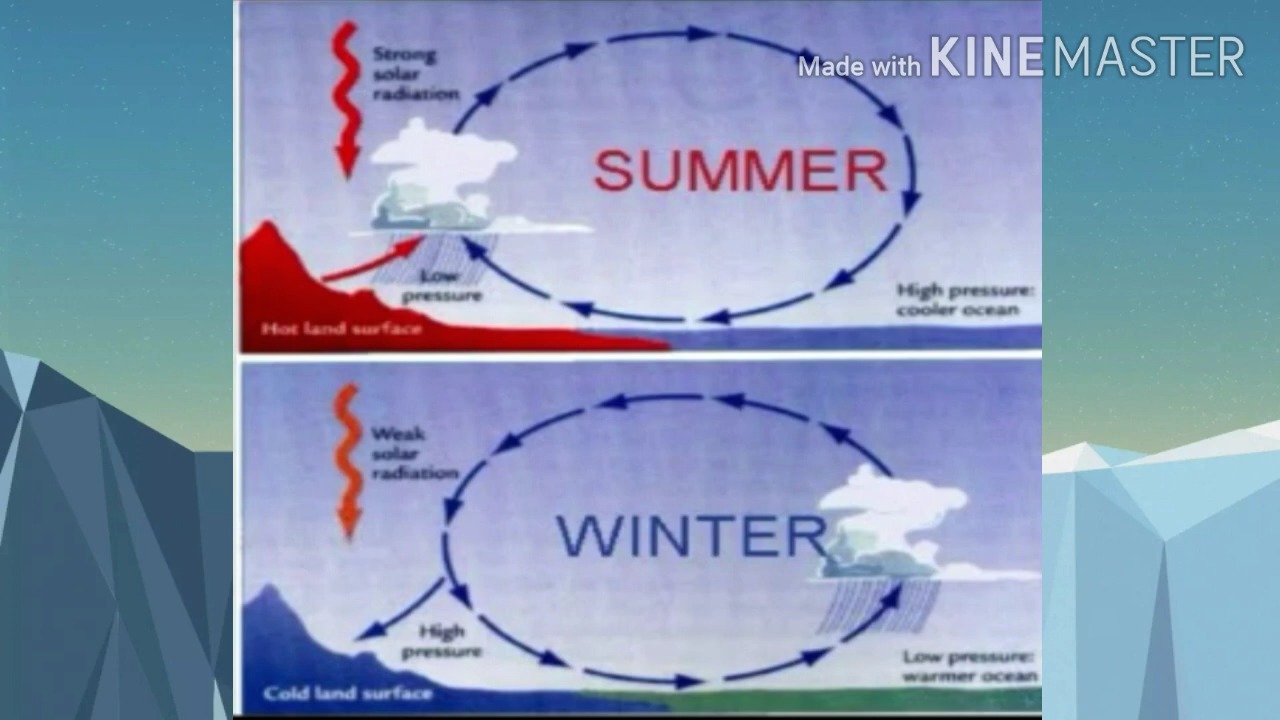 Made with KINEMASTER
Strong
solar
radiation
SUMMER
Low
pressure
High pressure:
cooler ocean
Hot land surface
Weak
solar
radiation
WINTER
High
pressure
Low pressure:
warmer ocean
Cold land surface